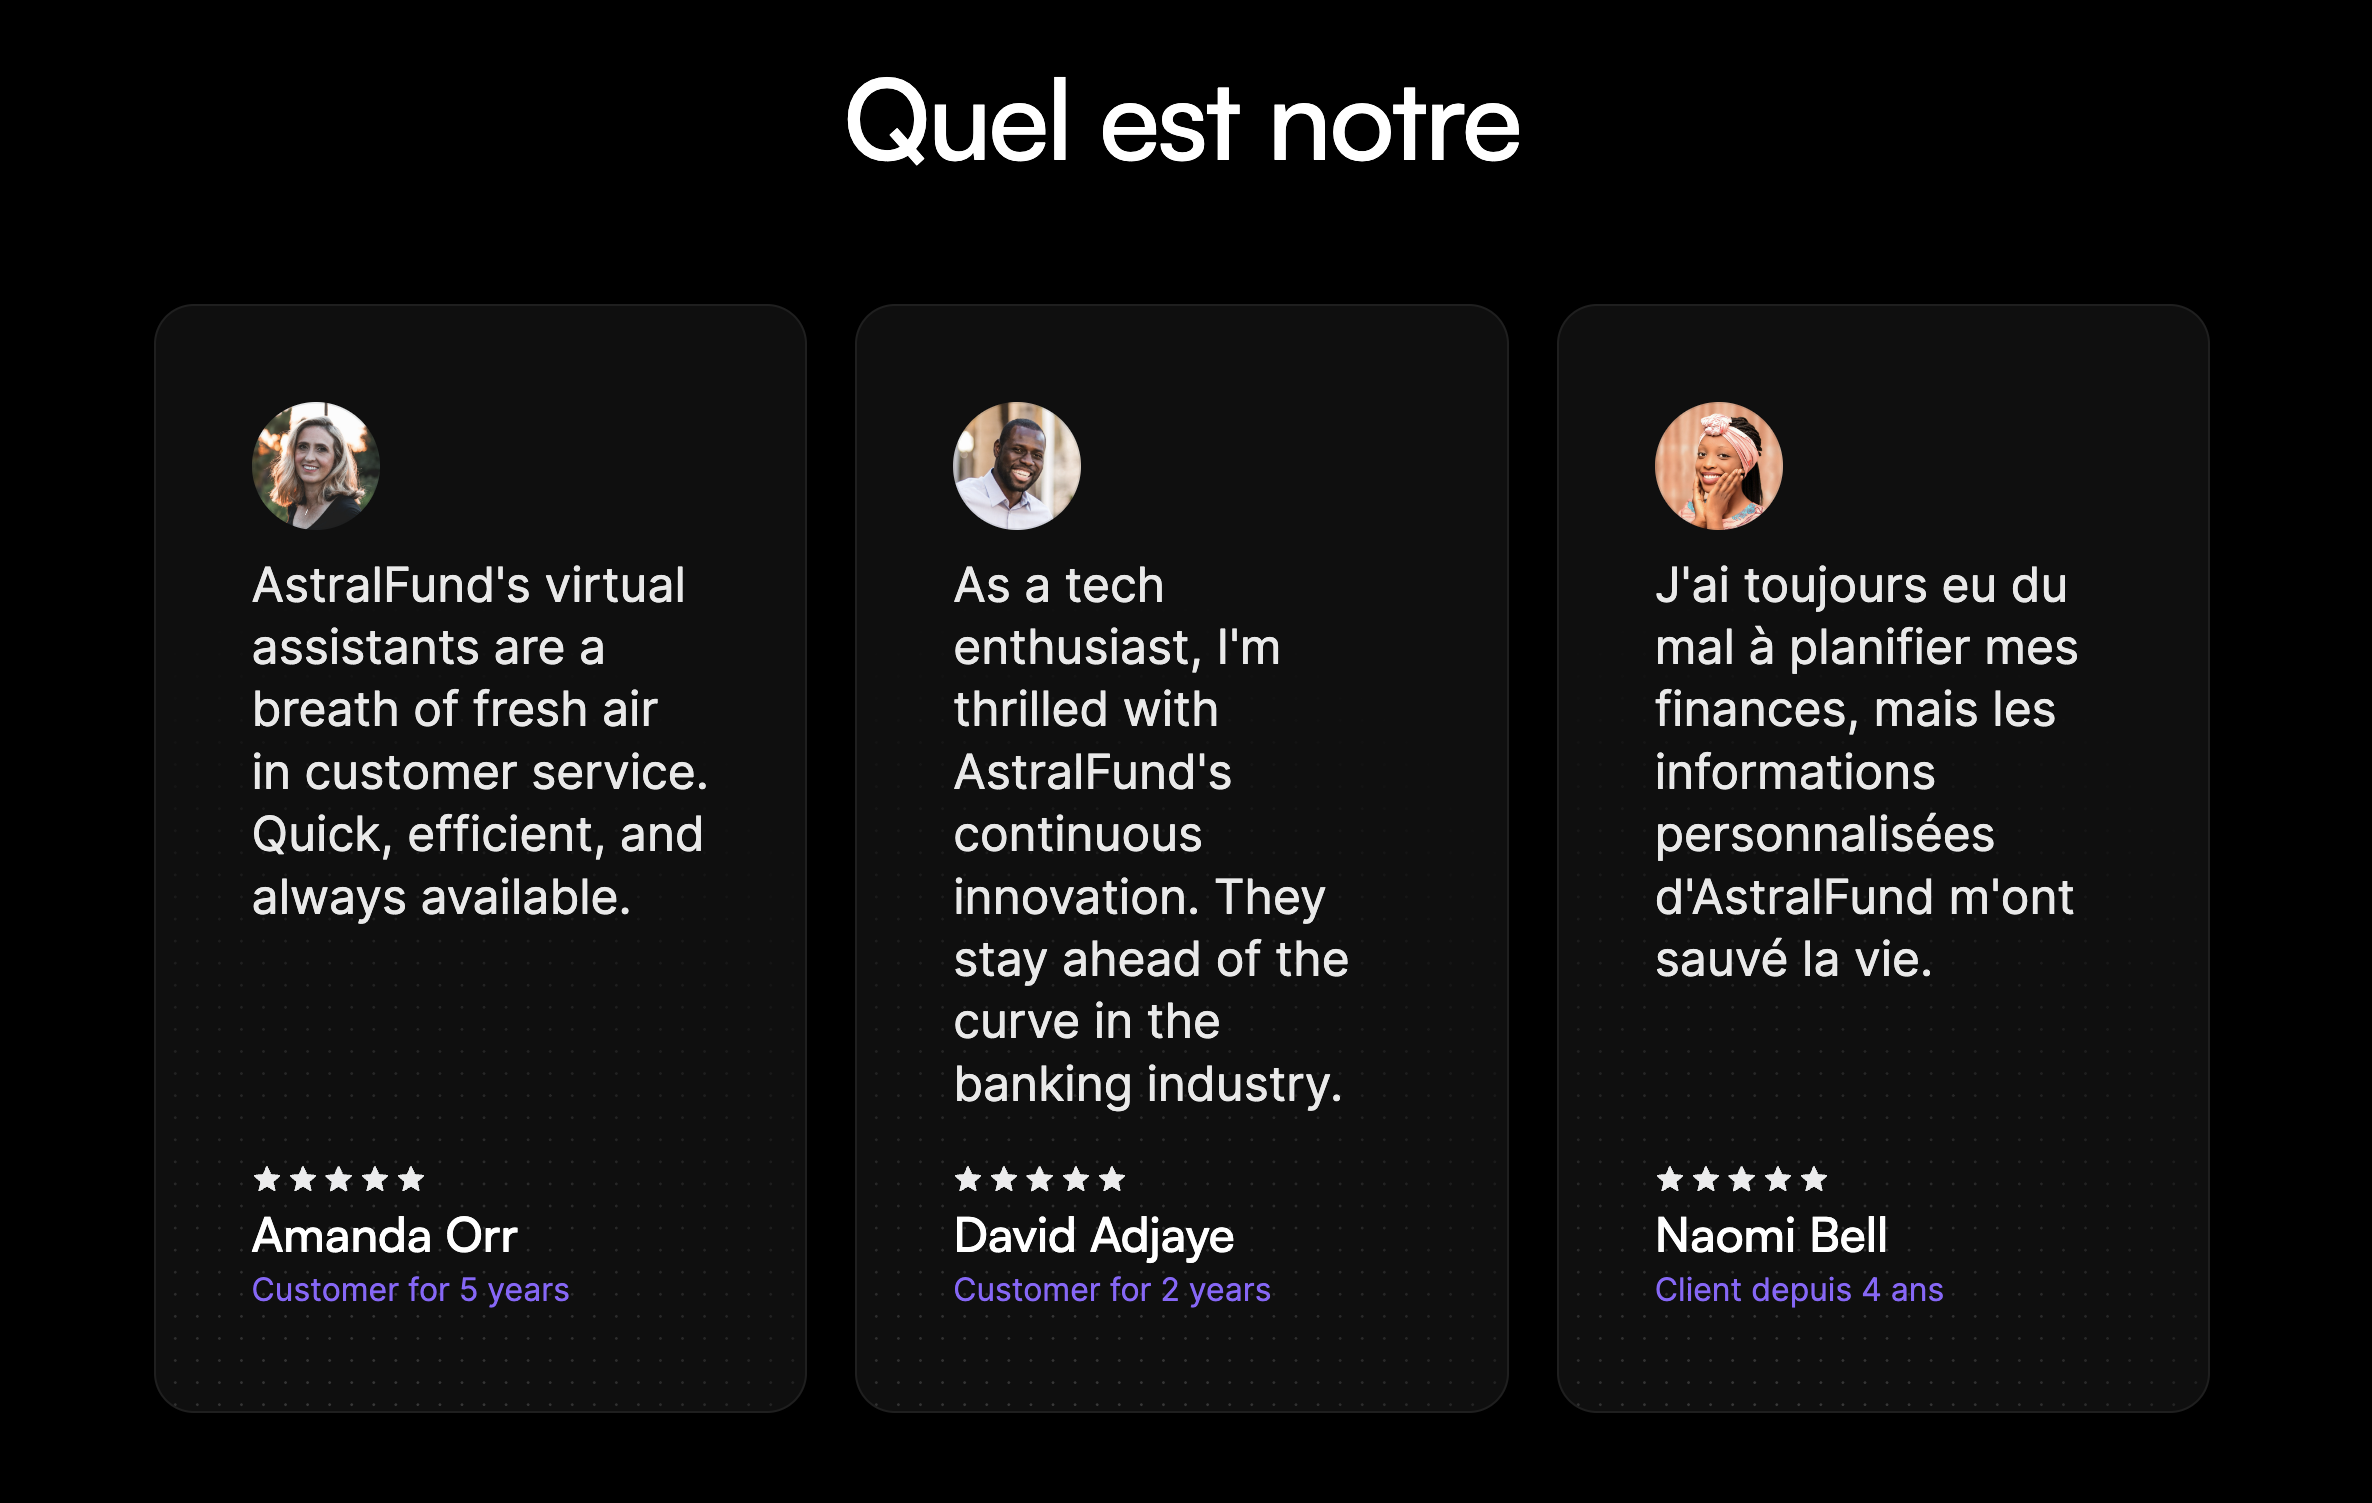 Quel est notre
AstralFund's virtual
assistants are a
breath of fresh air
in customer service.
Quick, efficient, and
always available.
Amanda Orr
Customer for 5 years
As a tech
enthusiast, I'm
thrilled with
AstralFund's
continuous
innovation. They
stay ahead of the
curve in the
banking industry.
David Adjaye
Customer for 2 years
J'ai toujours eu du
mal à planifier mes
finances, mais les
informations
personnalisées
d'AstralFund m'ont
sauvé la vie.
Naomi Bell
Client depuis 4 ans